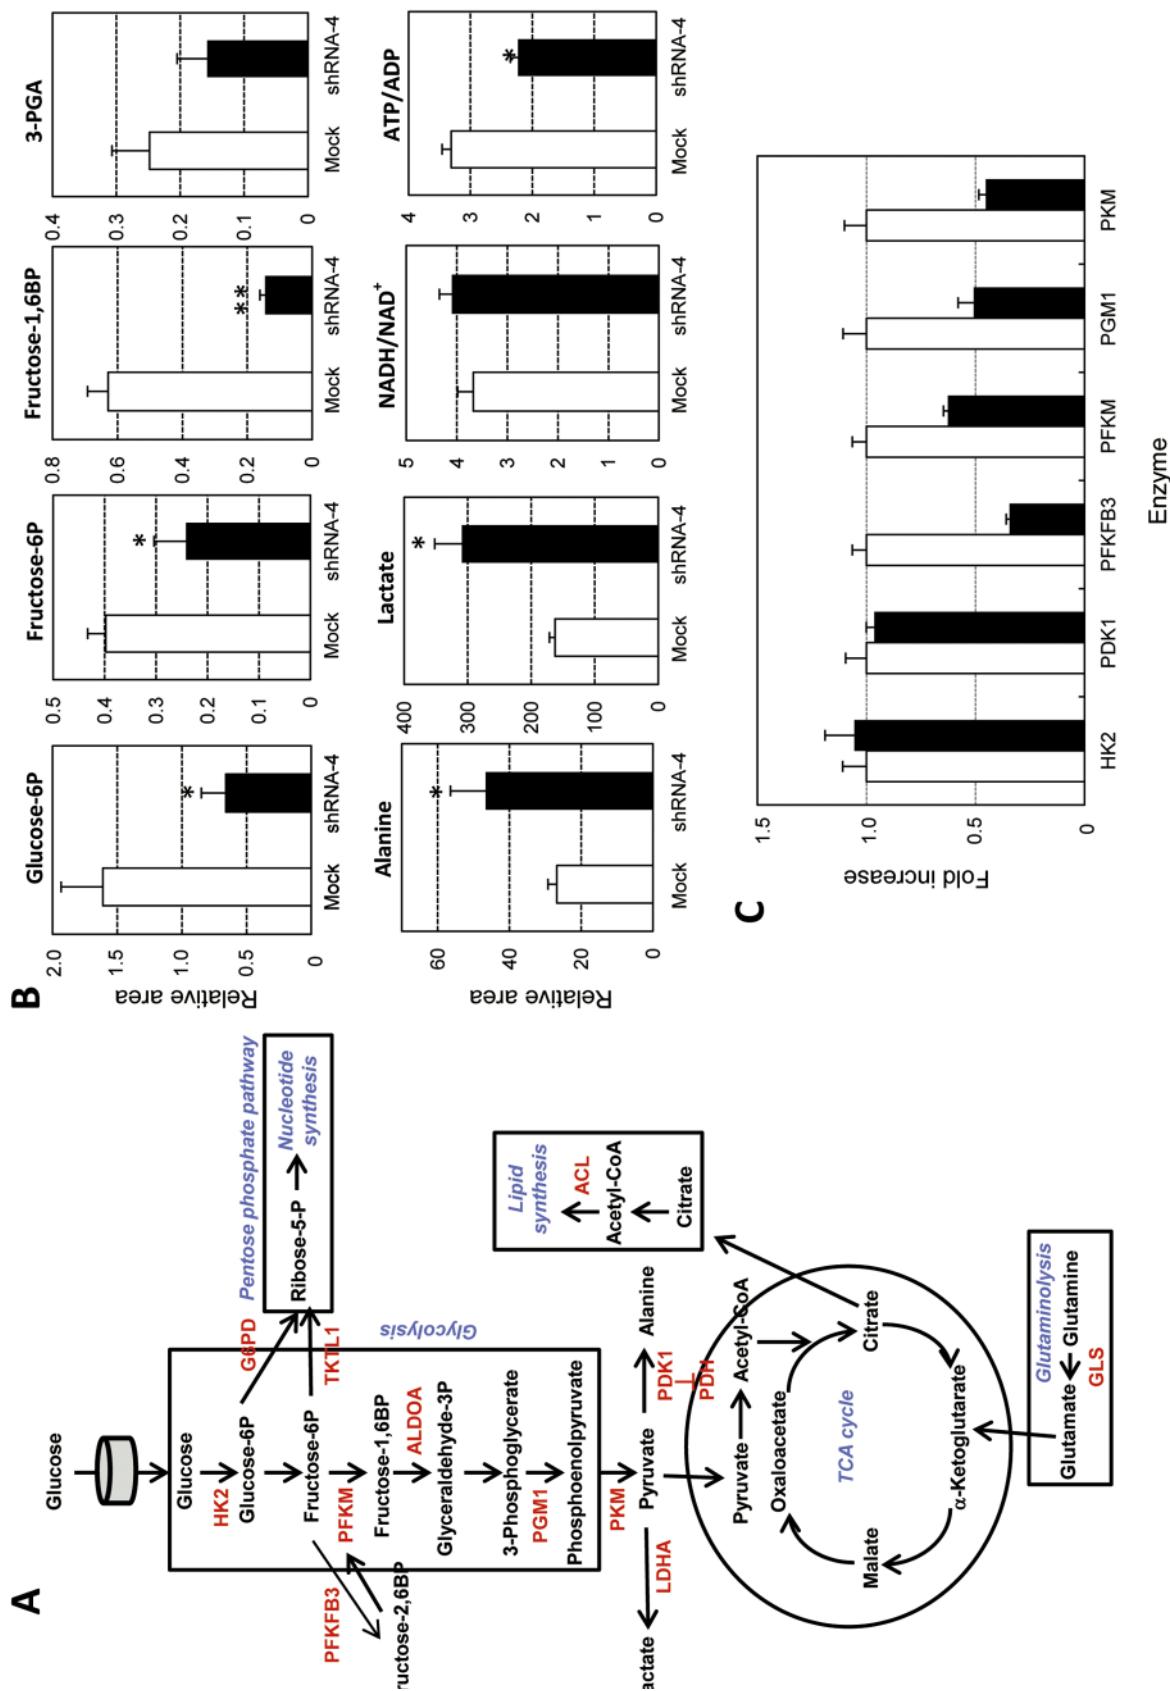 A
Glucose
Glucose
HK2
Glucose-6P
G6PD
Pentose phosphate pathway
Ribose-5-P
Nucleotide
synthesis
Fructose-6P
TKTL1
PFKFB3
PFKM
ructose-2,6BP
Fructose-1,6BP
ALDOA
Glycolysis
Glyceraldehyde-3P
3-Phosphoglycerate
PGM1
Phosphoenolpyruvate
PKM
actate
LDHA
Pyruvate
Alanine
PDK1
PDH
Pyruvate
Acetyl-CoA
Oxaloacetate
Citrate
TCA cycle
Malate
α-Ketoglutarate
Lipid
synthesis
ACL
Acetyl-CoA
Citrate
Glutaminolysis
Glutamate
Glutamine
GLS
B
Glucose-6P
Relative area
2.0
1.5
1.0
0.5
0
*
Mock
shRNA-4
Fructose-6P
0.5
0.4
0.3
0.2
0.1
0
*
Mock
shRNA-4
Fructose-1,6BP
0.8
0.6
0.4
0.2
0
**
Mock
shRNA-4
3-PGA
0.4
0.3
0.2
0.1
0
Mock
shRNA-4
Alanine
Relative area
60
40
20
0
*
Mock
shRNA-4
Lactate
400
300
200
100
0
*
Mock
shRNA-4
NADH/NAD⁺
5
4
3
2
1
0
Mock
shRNA-4
ATP/ADP
4
3
2
1
0
*
Mock
shRNA-4
C
Fold increase
1.5
1.0
0.5
0
HK2
PDK1
PFKFB3
PFKM
PGM1
PKM
Enzyme